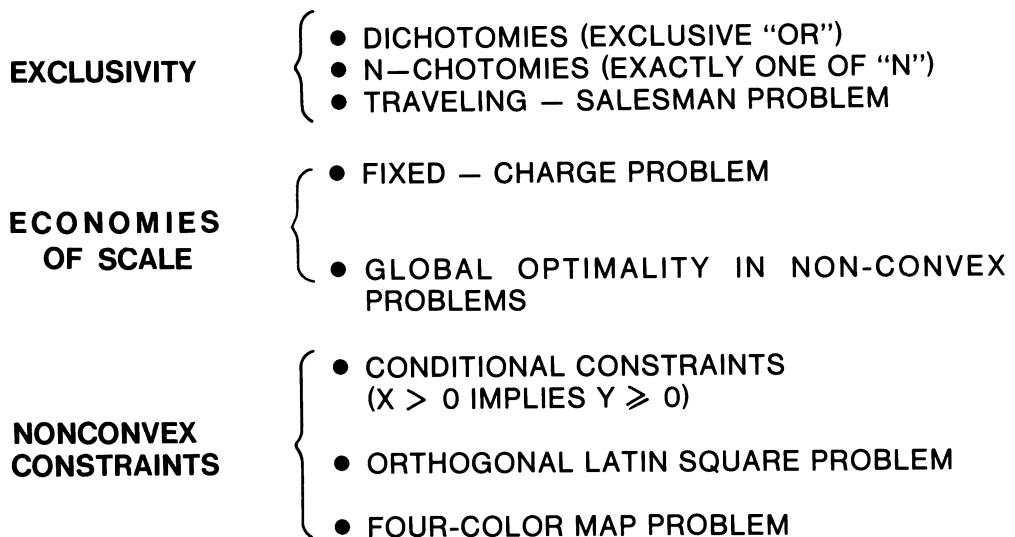 EXCLUSIVITY
● DICHOTOMIES (EXCLUSIVE “OR”)
● N—CHOTOMIES (EXACTLY ONE OF “N”)
● TRAVELING — SALESMAN PROBLEM
ECONOMIES
OF SCALE
● FIXED — CHARGE PROBLEM
● GLOBAL OPTIMALITY IN NON-CONVEX
PROBLEMS
NONCONVEX
CONSTRAINTS
● CONDITIONAL CONSTRAINTS
(X > 0 IMPLIES Y ⩾ 0)
● ORTHOGONAL LATIN SQUARE PROBLEM
● FOUR-COLOR MAP PROBLEM